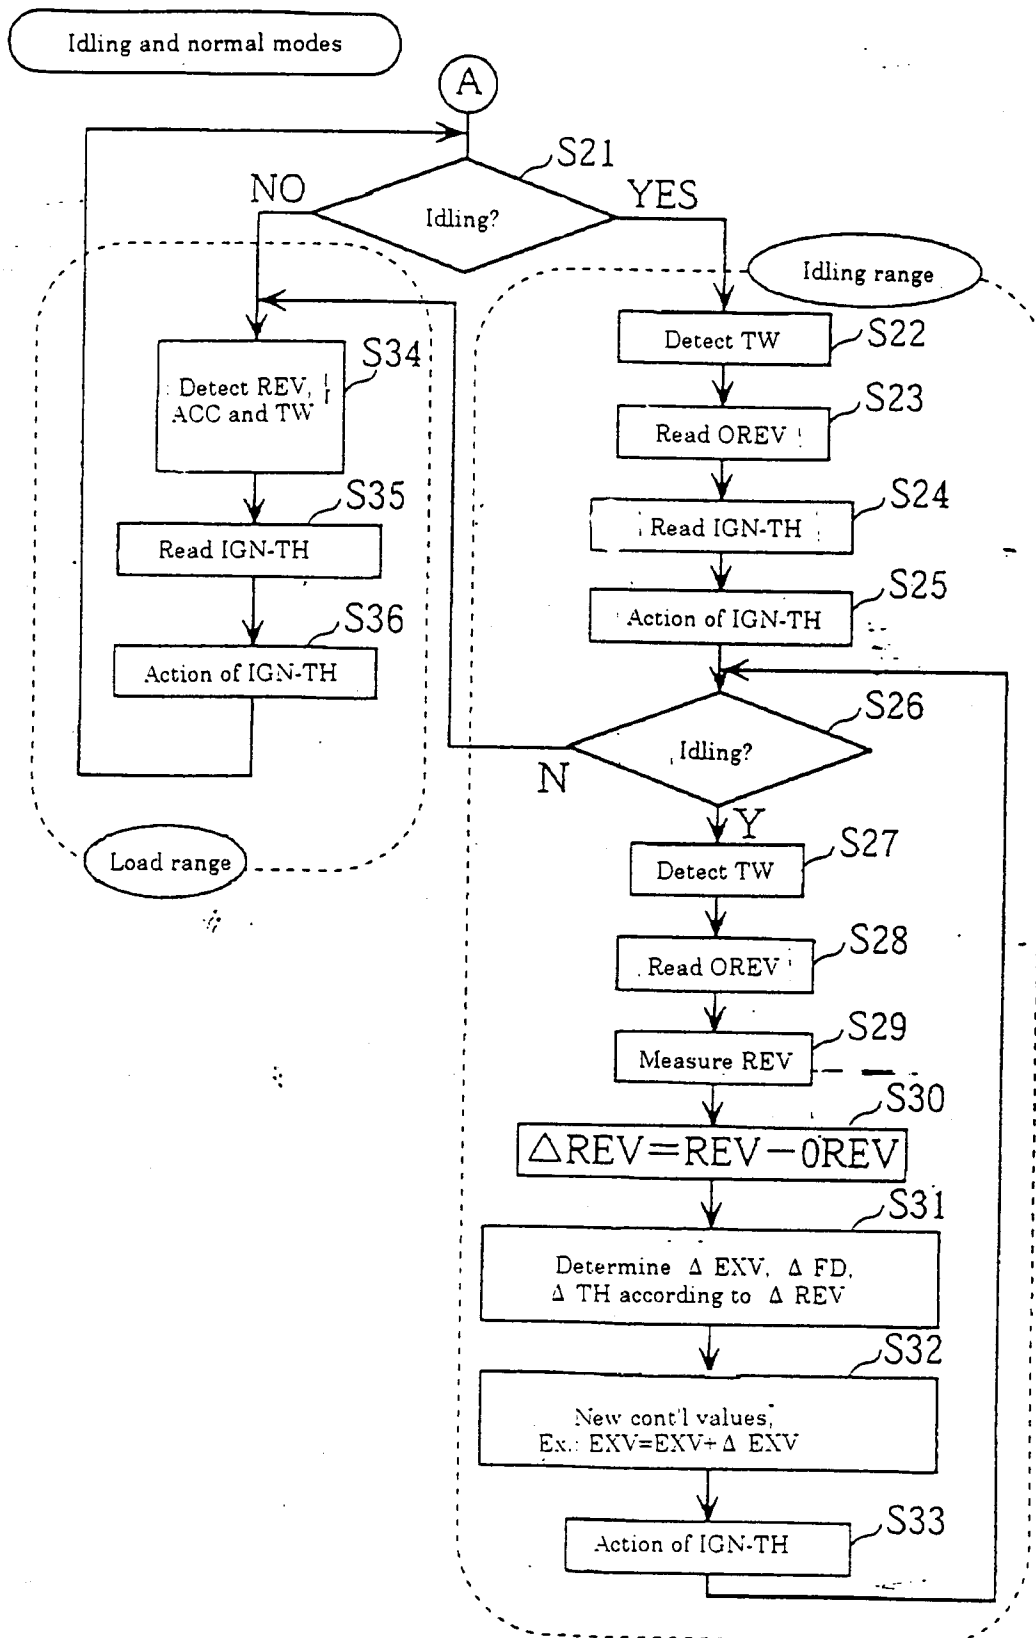 Idling and normal modes
A
S21
NO
YES
Idling?
Idling range
Detect TW
S22
Read OREV
S23
Read IGN-TH
S24
Action of IGN-TH
S25
Idling?
S26
N
Y
Detect TW
S27
Read OREV
S28
Measure REV
S29
S30
△REV=REV-0REV
S31
Determine Δ EXV, Δ FD,
Δ TH according to Δ REV
S32
New cont'l values,
Ex.: EXV=EXV+Δ EXV
S33
Action of IGN-TH
S34
Detect REV,
ACC and TW
S35
Read IGN-TH
S36
Action of IGN-TH
Load range